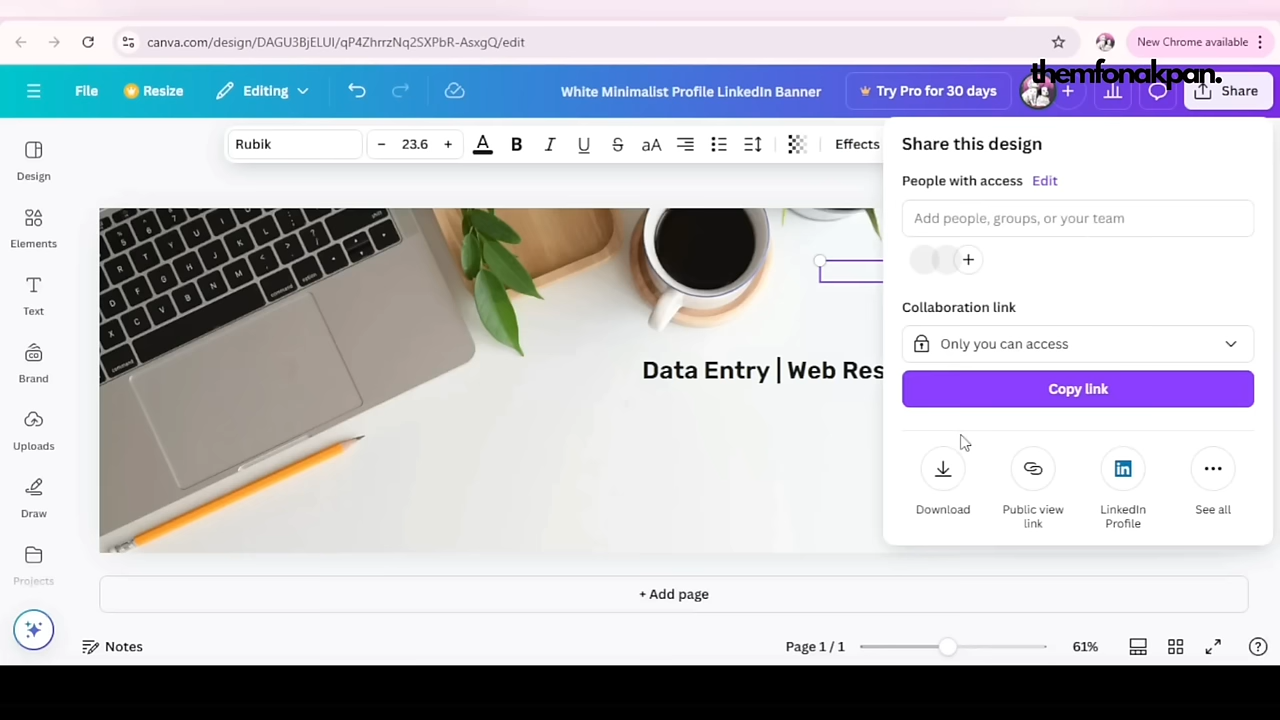 canva.com/design/DAGU3BjELUI/qP4ZhrrzNq2SXPbR-AsxgQ/edit
New Chrome available
themfonakpan.
File
Resize
Editing
White Minimalist Profile LinkedIn Banner
Try Pro for 30 days
Share
Rubik
− 23.6 +
A B I U S aA
Effects
Design
Elements
Text
Brand
Uploads
Draw
Projects
Data Entry | Web Res
Share this design
People with access Edit
Add people, groups, or your team
Collaboration link
Only you can access
Copy link
Download
Public view
link
LinkedIn
Profile
See all
+ Add page
Notes
Page 1 / 1
61%